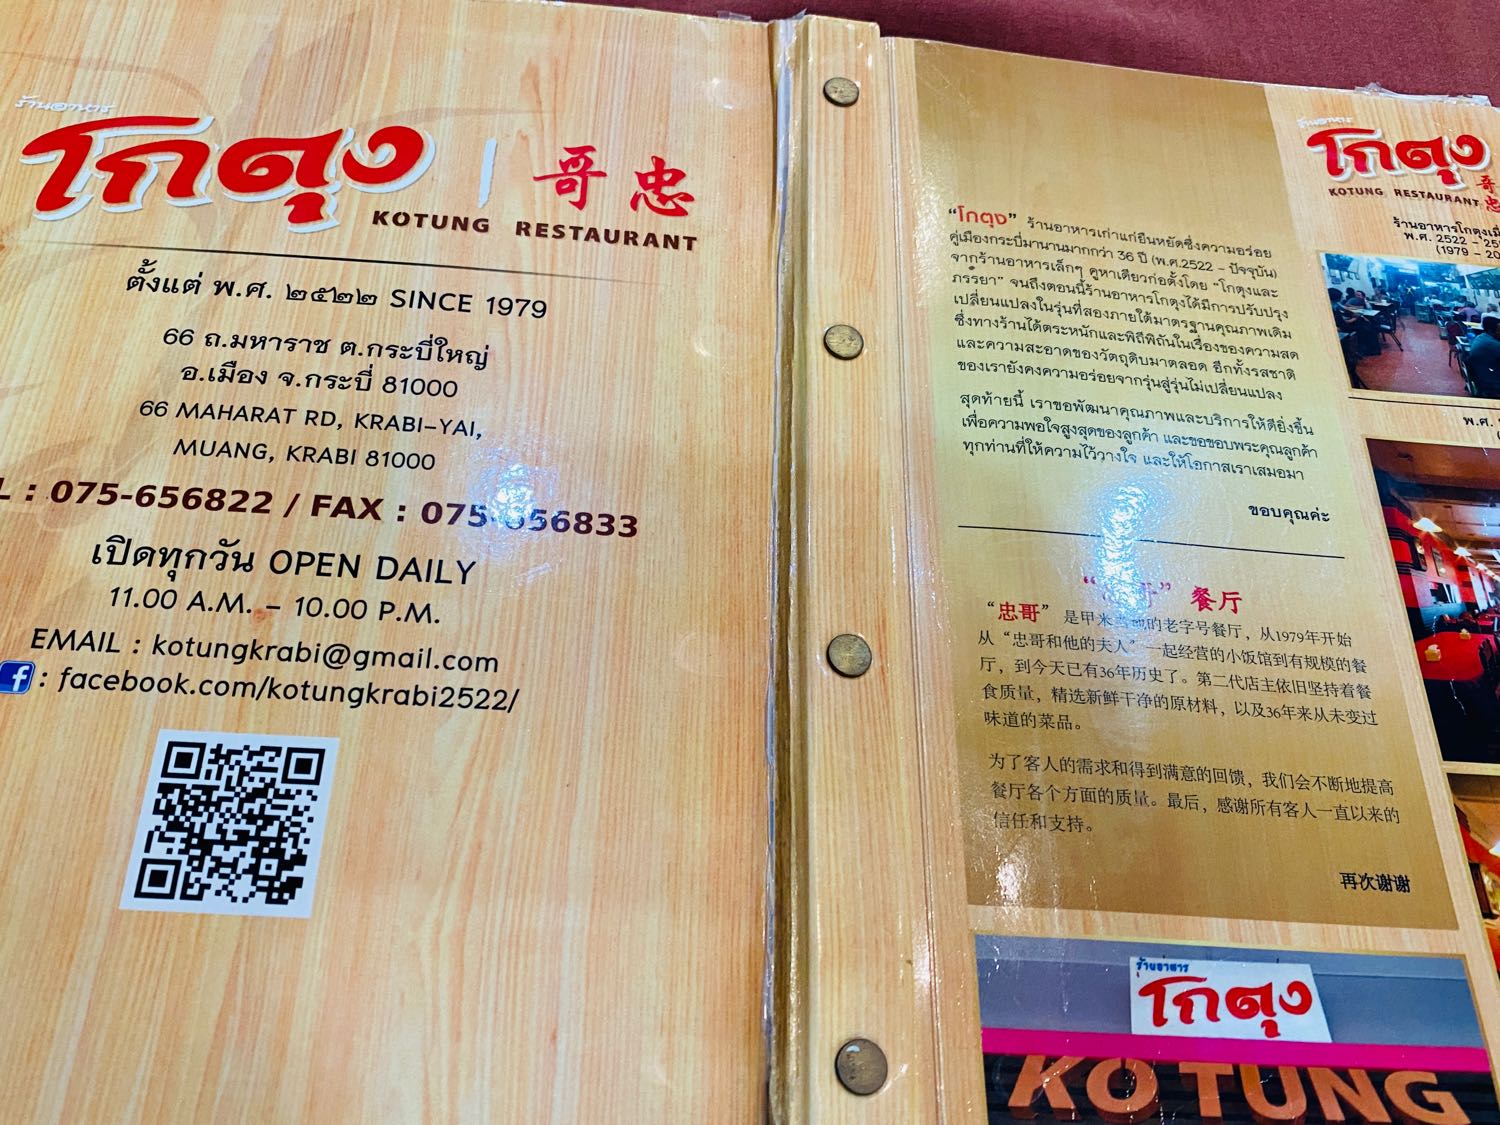 ร้านอาหาร
โกตุง | 哥忠
KOTUNG RESTAURANT
ตั้งแต่ พ.ศ. ๒๕๒๒ SINCE 1979
66 ถ.มหาราช ต.กระบี่ใหญ่
อ.เมือง จ.กระบี่ 81000
66 MAHARAT RD, KRABI-YAI,
MUANG, KRABI 81000
L : 075-656822 / FAX : 075-656833
เปิดทุกวัน OPEN DAILY
11.00 A.M. – 10.00 P.M.
EMAIL : kotungkrabi@gmail.com
f : facebook.com/kotungkrabi2522/
"โกตุง" ร้านอาหารเก่าแก่ยืนหยัดซึ่งความอร่อย
คู่เมืองกระบี่มานานมากกว่า 36 ปี (พ.ศ.2522 - ปัจจุบัน)
จากร้านอาหารเล็กๆ คูหาเดียวก่อตั้งโดย "โกตุงและ
ภรรยา" จนถึงตอนนี้ร้านอาหารโกตุงได้มีการปรับปรุง
เปลี่ยนแปลงในรุ่นที่สองภายใต้มาตรฐานคุณภาพเดิม
ซึ่งทางร้านได้ตระหนักและพิถีพิถันในเรื่องของความสด
และความสะอาดของวัตถุดิบมาตลอด อีกทั้งรสชาติ
ของเรายังคงความอร่อยจากรุ่นสู่รุ่นไม่เปลี่ยนแปลง
สุดท้ายนี้ เราขอพัฒนาคุณภาพและบริการให้ดียิ่งขึ้น
เพื่อความพอใจสูงสุดของลูกค้า และขอขอบพระคุณลูกค้า
ทุกท่านที่ให้ความไว้วางใจ และให้โอกาสเราเสมอมา
ขอบคุณค่ะ
哥" 餐厅
"忠哥" 是甲米 的老字号餐厅，从1979年开始
从 "忠哥和他的夫人" 一起经营的小饭馆到有规模的餐
厅，到今天已有36年历史了。第二代店主依旧坚持着餐
食质量，精选新鲜干净的原材料，以及36年来从未变过
味道的菜品。
为了客人的需求和得到满意的回馈，我们会不断地提高
餐厅各个方面的质量。最后，感谢所有客人一直以来的
信任和支持。
再次谢谢
ร้านอาหาร
โกตุง
KOTUNG RESTAURANT
哥忠
ร้านอาหารโกตุงเมื่
พ.ศ. 2522 - 25
(1979 - 20
พ.ศ.
ร้านอาหาร
โกตุง
KO TUNG